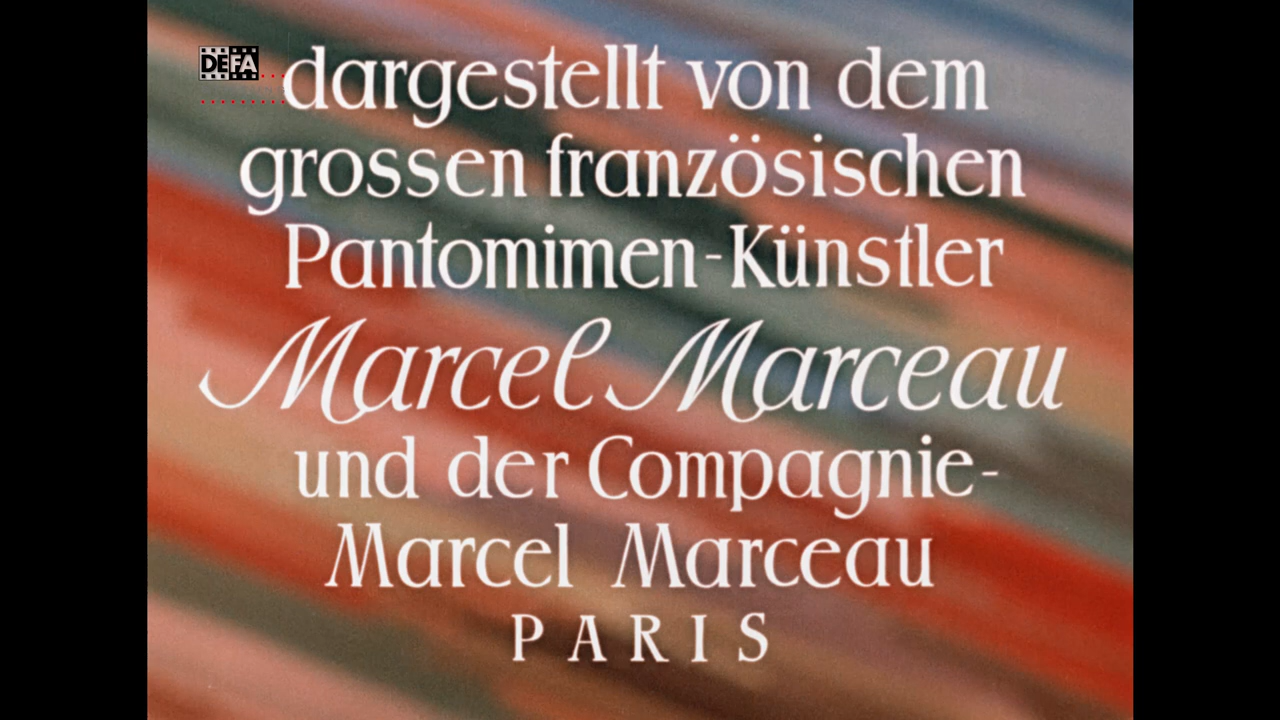 DEFA
dargestellt von dem
grossen französischen
Pantomimen-Künstler
Marcel Marceau
und der Compagnie-
Marcel Marceau
PARIS